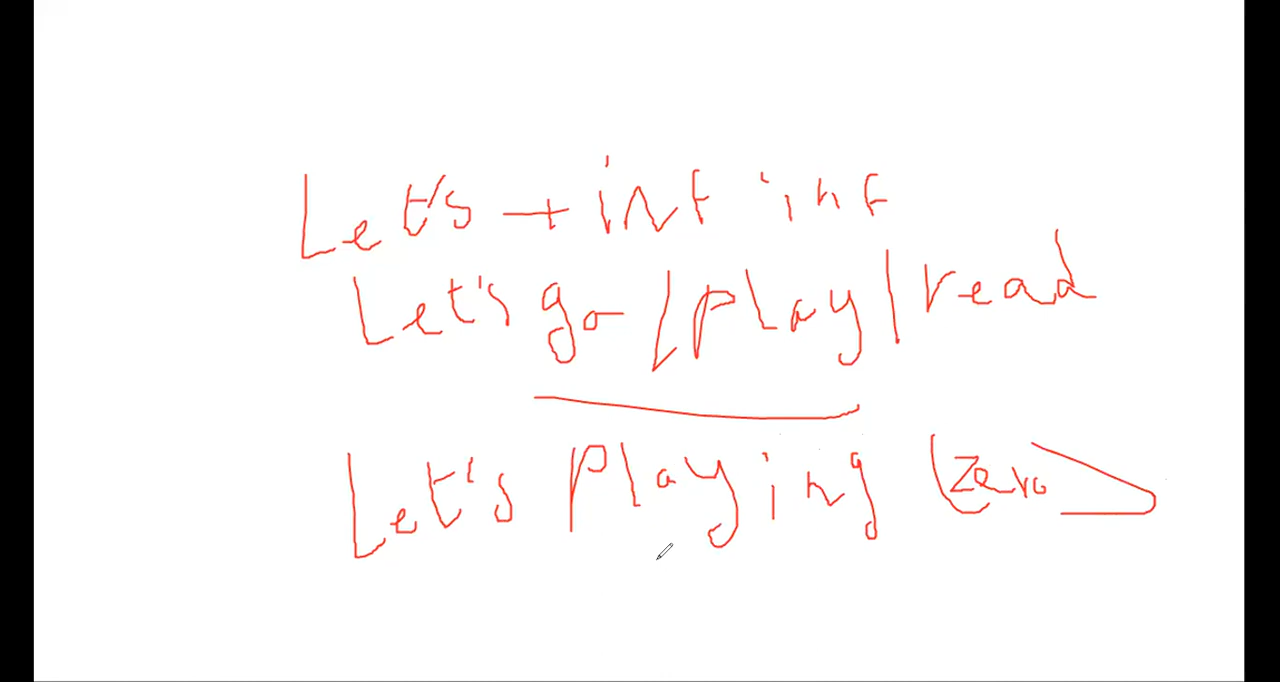 Let's + inf inf
Let's go / play / read
Let's playing (zero)